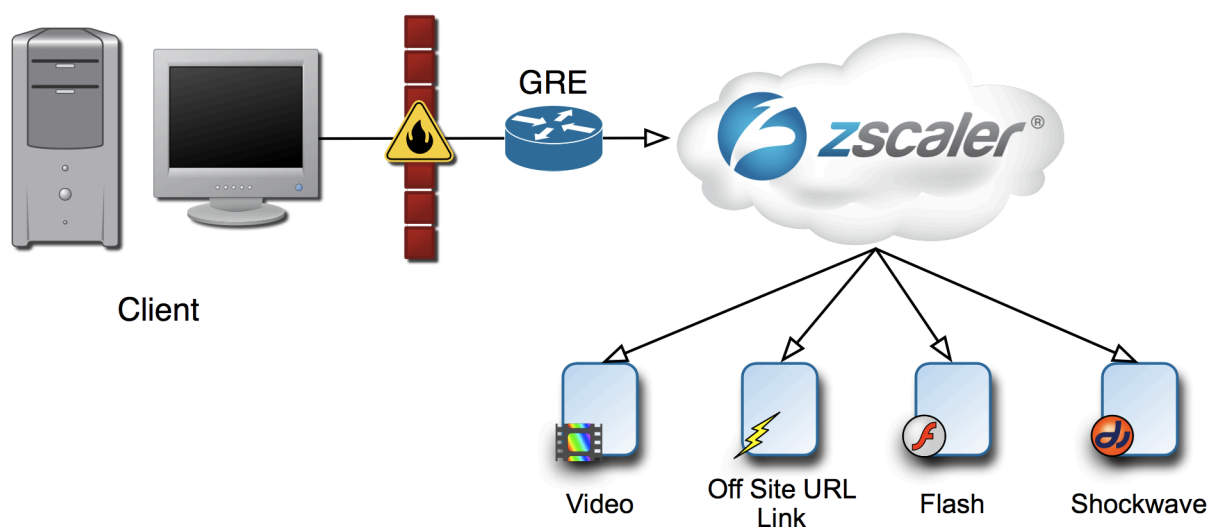 GRE
zscaler®
Client
Video
Off Site URL
Link
Flash
Shockwave